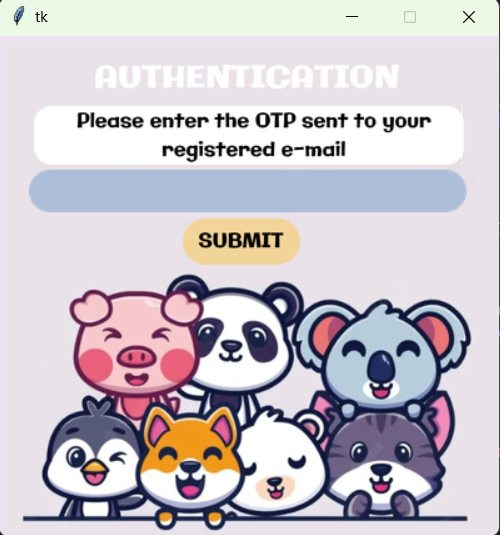 tk
AUTHENTICATION
Please enter the OTP sent to your
registered e-mail
SUBMIT